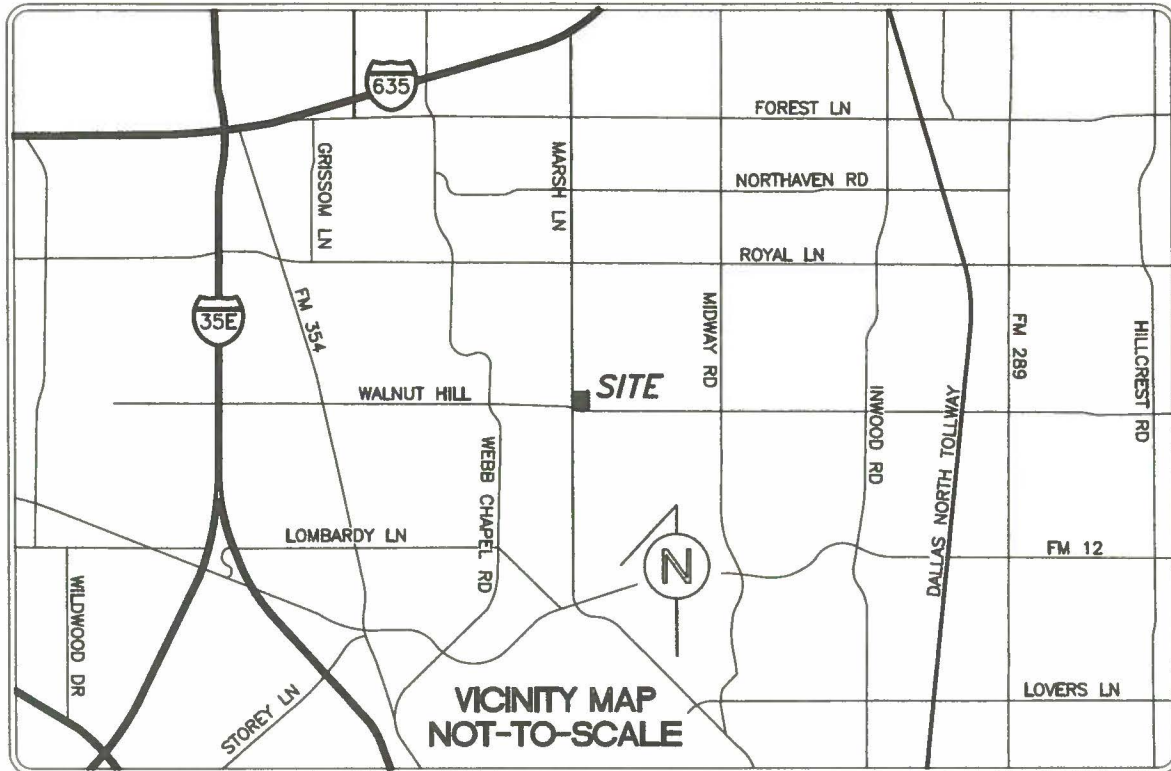 635
FOREST LN
GRISSOM LN
MARSH LN
NORTHAVEN RD
ROYAL LN
35E
FM 354
MIDWAY RD
FM 289
HILLCREST RD
WALNUT HILL
SITE
INWOOD RD
DALLAS NORTH TOLLWAY
WEBB CHAPEL RD
LOMBARDY LN
N
FM 12
WILDWOOD DR
STOREY LN
VICINITY MAP
NOT-TO-SCALE
LOVERS LN